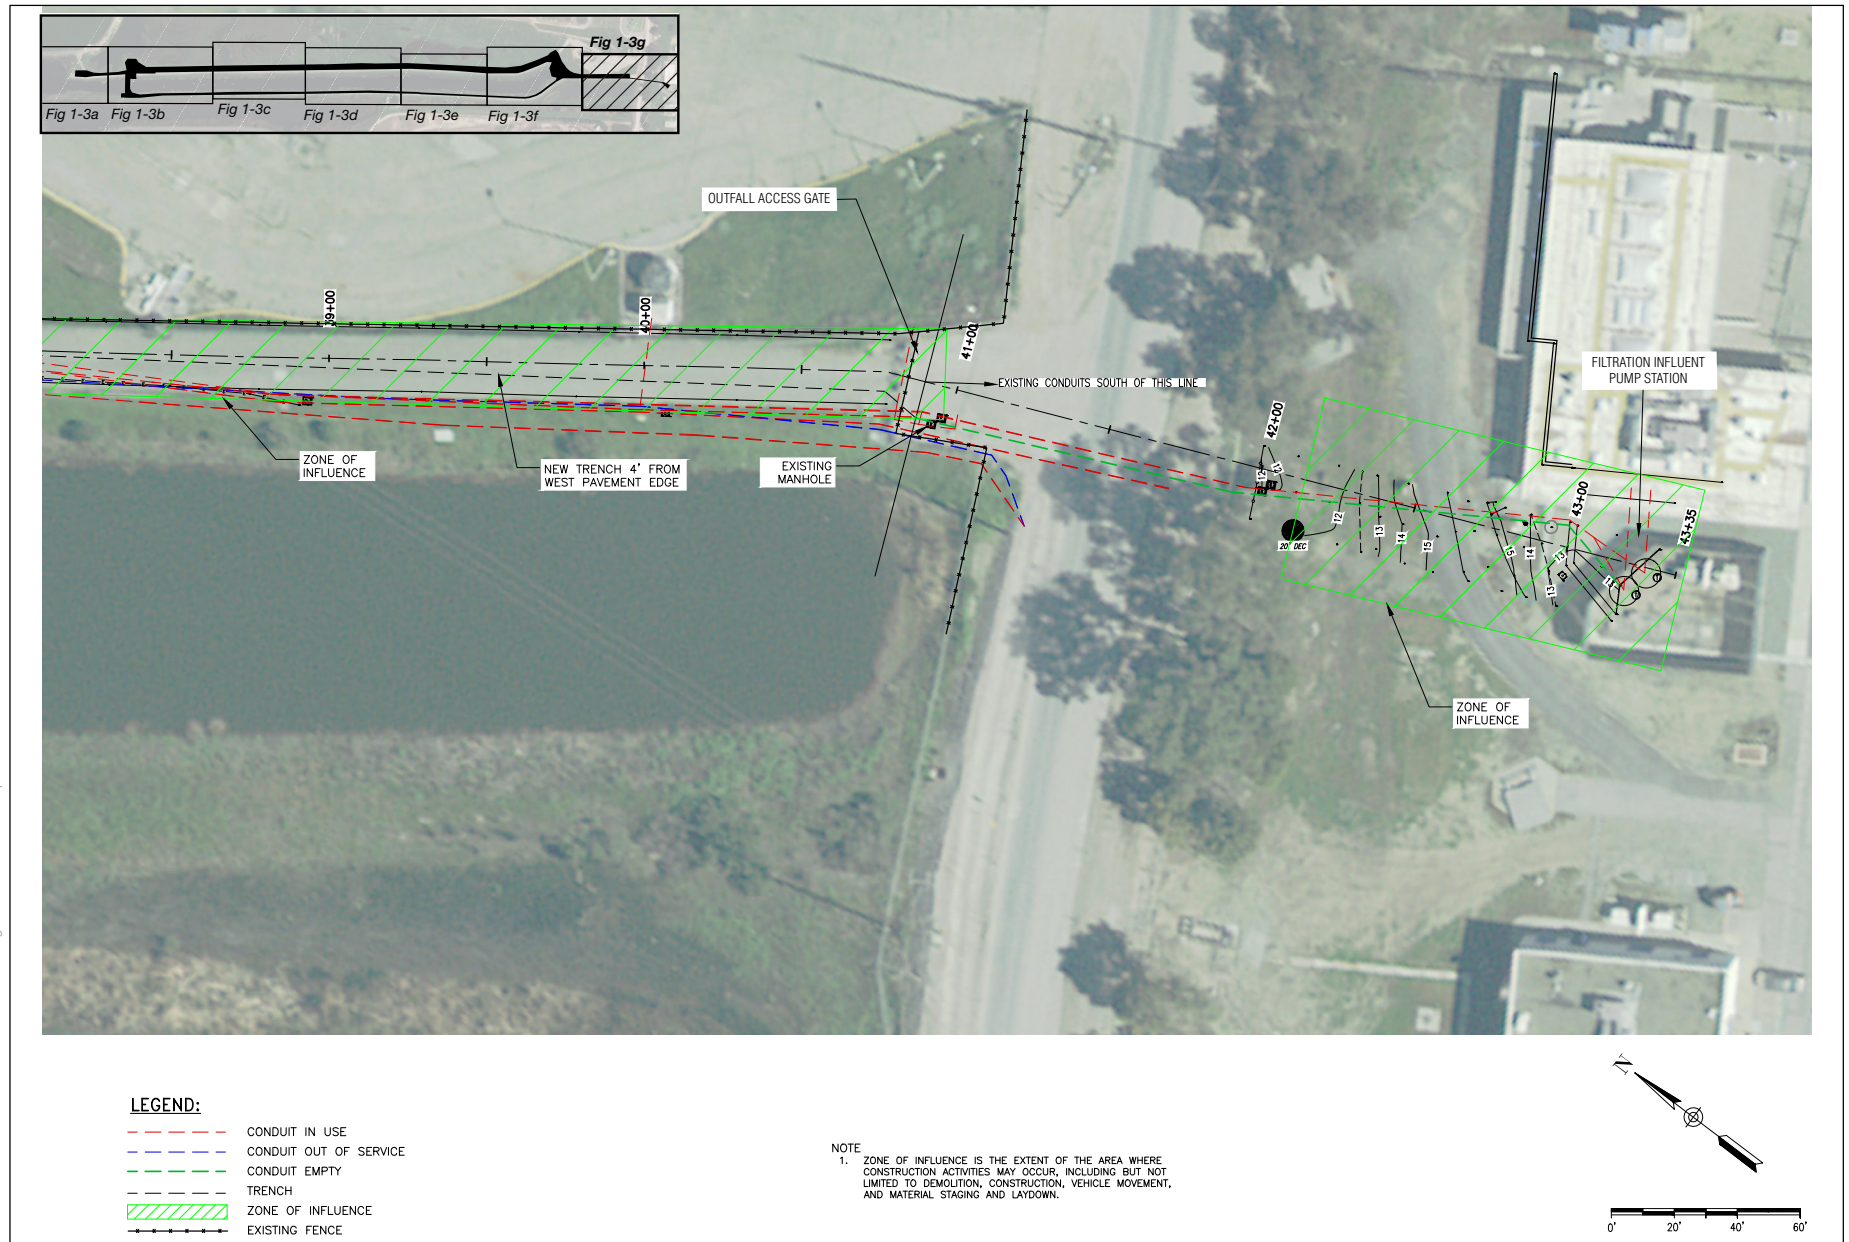 Fig 1-3g
Fig 1-3a
Fig 1-3b
Fig 1-3c
Fig 1-3d
Fig 1-3e
Fig 1-3f
OUTFALL ACCESS GATE
39+00
40+00
41+00
EXISTING CONDUITS SOUTH OF THIS LINE
FILTRATION INFLUENT
PUMP STATION
42+00
43+00
43+35
ZONE OF
INFLUENCE
NEW TRENCH 4' FROM
WEST PAVEMENT EDGE
EXISTING
MANHOLE
12
12
12
13
14
15
15
14
13
13
20" DEC
ZONE OF
INFLUENCE
LEGEND:
CONDUIT IN USE
CONDUIT OUT OF SERVICE
CONDUIT EMPTY
TRENCH
ZONE OF INFLUENCE
EXISTING FENCE
NOTE
1. ZONE OF INFLUENCE IS THE EXTENT OF THE AREA WHERE
CONSTRUCTION ACTIVITIES MAY OCCUR, INCLUDING BUT NOT
LIMITED TO DEMOLITION, CONSTRUCTION, VEHICLE MOVEMENT,
AND MATERIAL STAGING AND LAYDOWN.
N
0' 20' 40' 60'